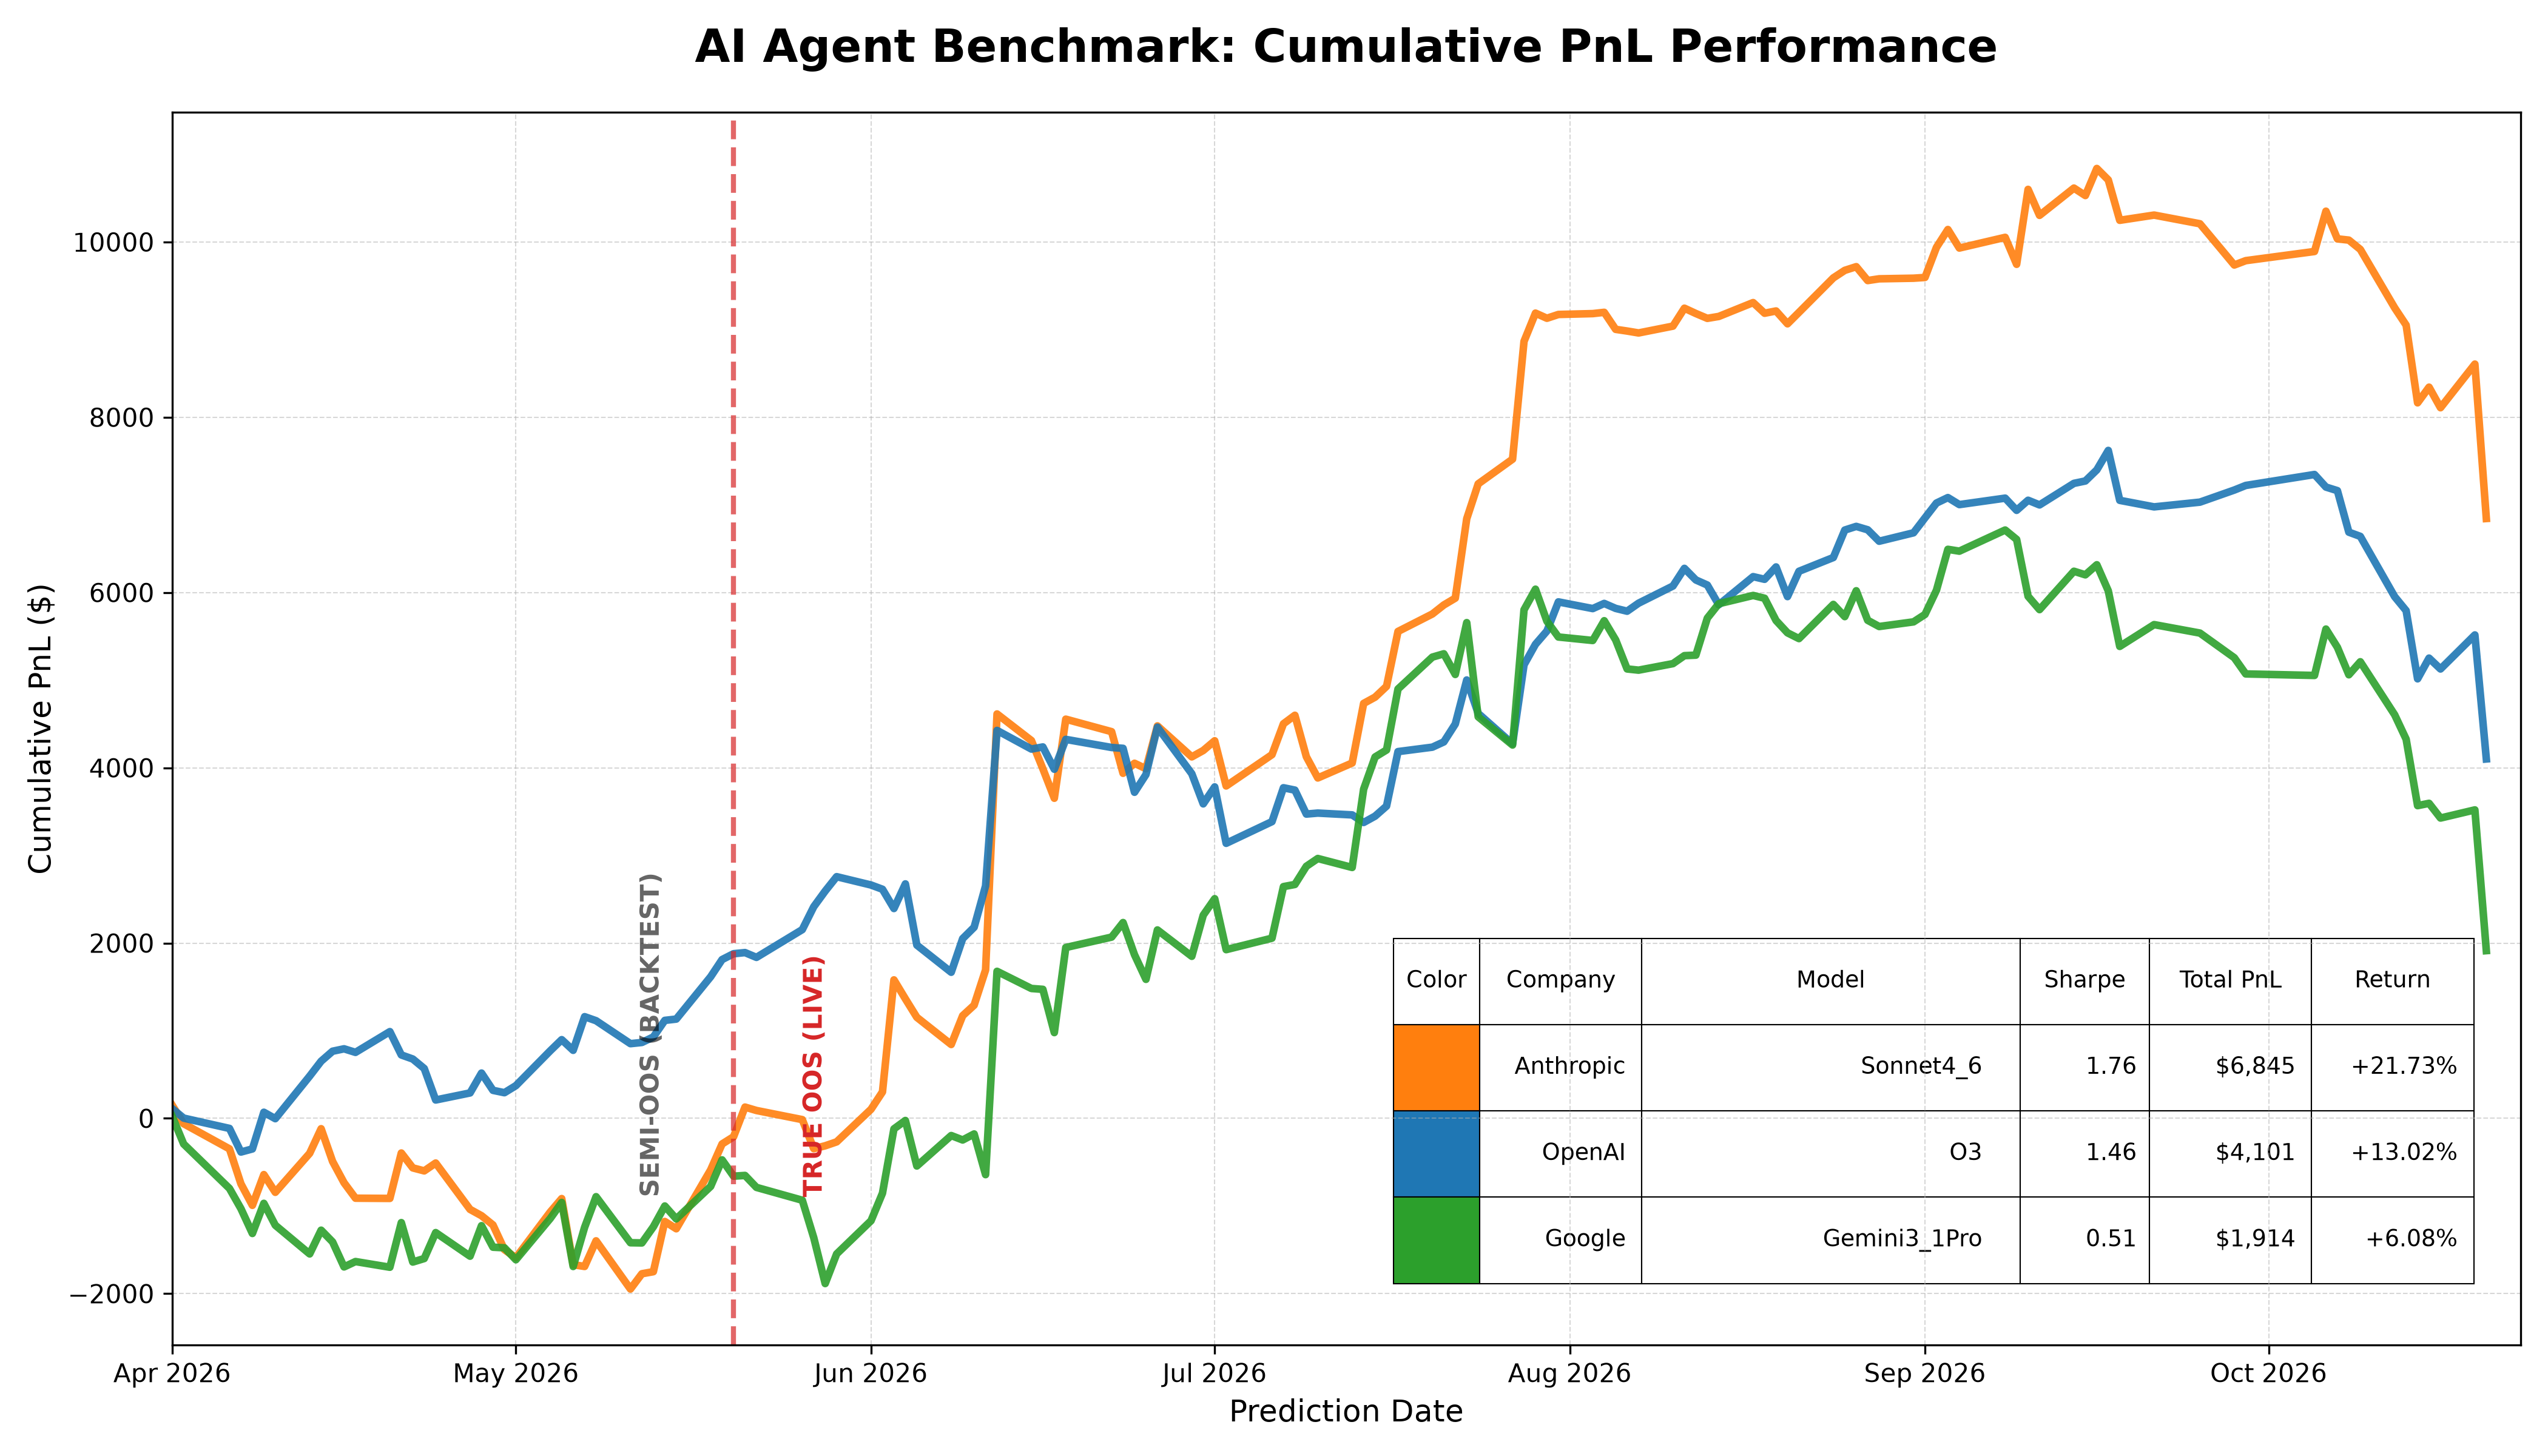 AI Agent Benchmark: Cumulative PnL Performance
Cumulative PnL ($)
10000
8000
6000
4000
2000
0
−2000
SEMI-OOS (BACKTEST)
TRUE OOS (LIVE)
Color Company Model Sharpe Total PnL Return
Anthropic Sonnet4_6 1.76 $6,845 +21.73%
OpenAI O3 1.46 $4,101 +13.02%
Google Gemini3_1Pro 0.51 $1,914 +6.08%
Apr 2026 May 2026 Jun 2026 Jul 2026 Aug 2026 Sep 2026 Oct 2026
Prediction Date